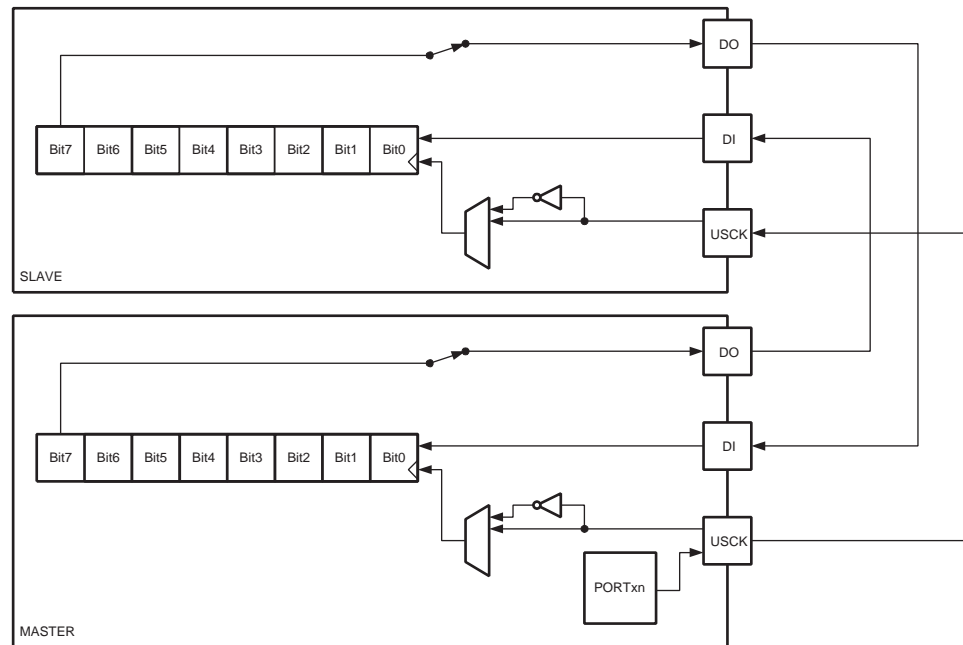 DO
Bit7 Bit6 Bit5 Bit4 Bit3 Bit2 Bit1 Bit0
DI
USCK
SLAVE
DO
Bit7 Bit6 Bit5 Bit4 Bit3 Bit2 Bit1 Bit0
DI
USCK
PORTxn
MASTER